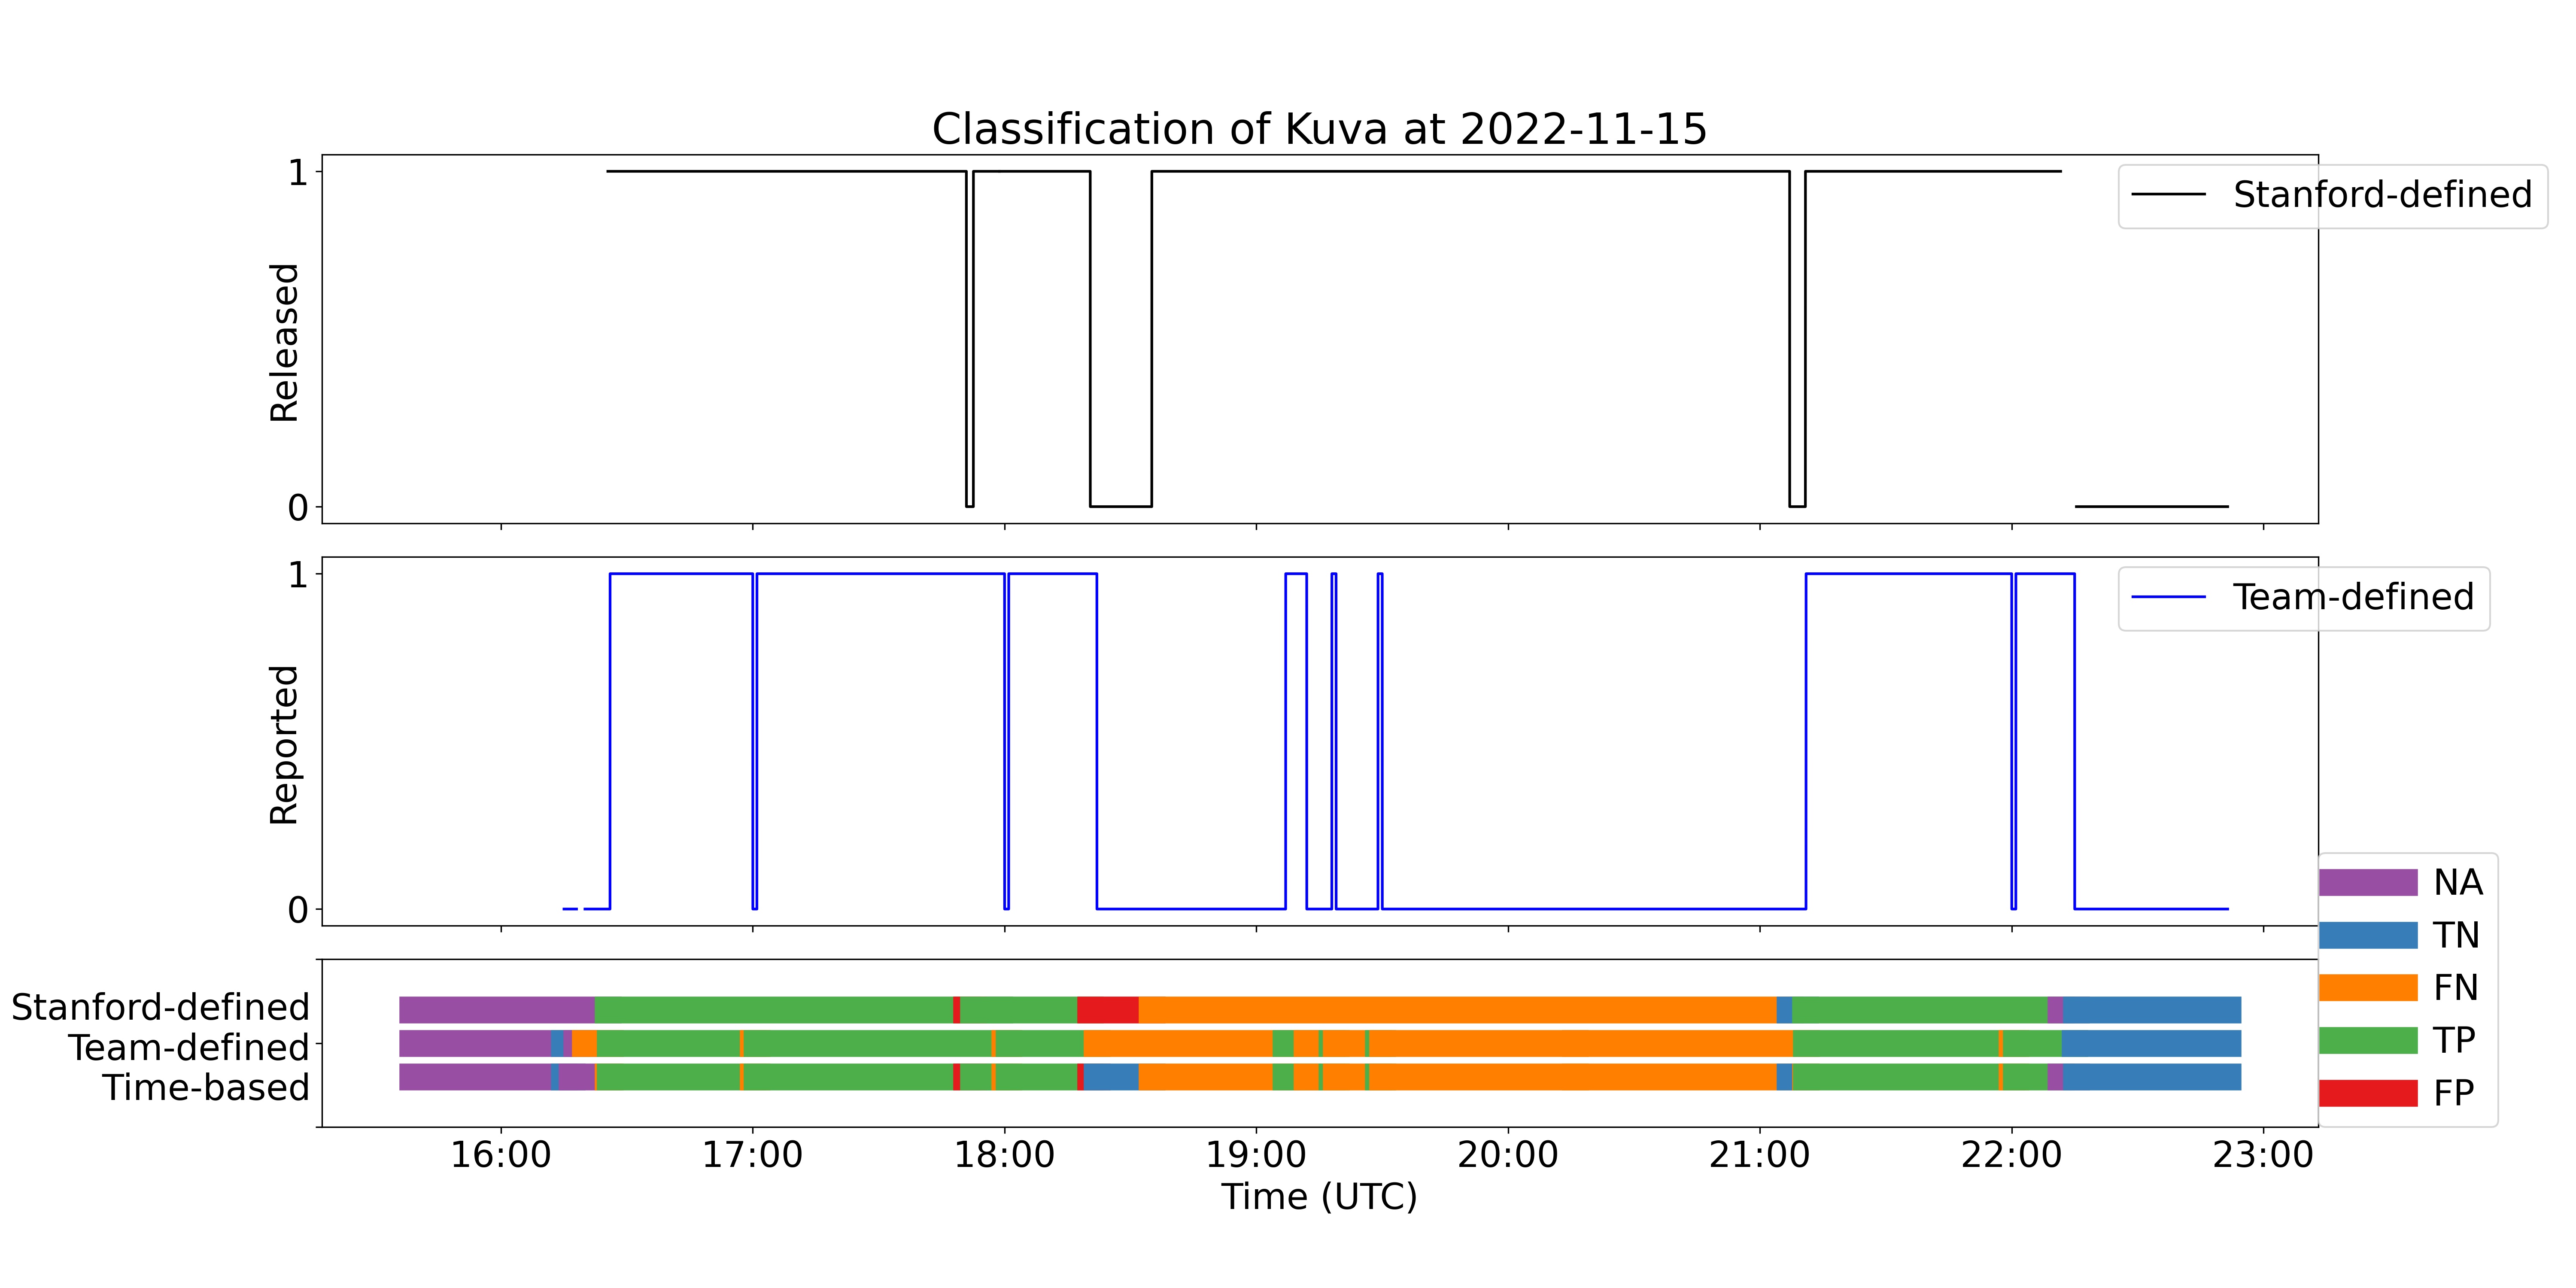 Classification of Kuva at 2022-11-15
1
0
Released
Stanford-defined
1
0
Reported
Team-defined
NA
TN
FN
TP
FP
Stanford-defined
Team-defined
Time-based
16:00 17:00 18:00 19:00 20:00 21:00 22:00 23:00
Time (UTC)